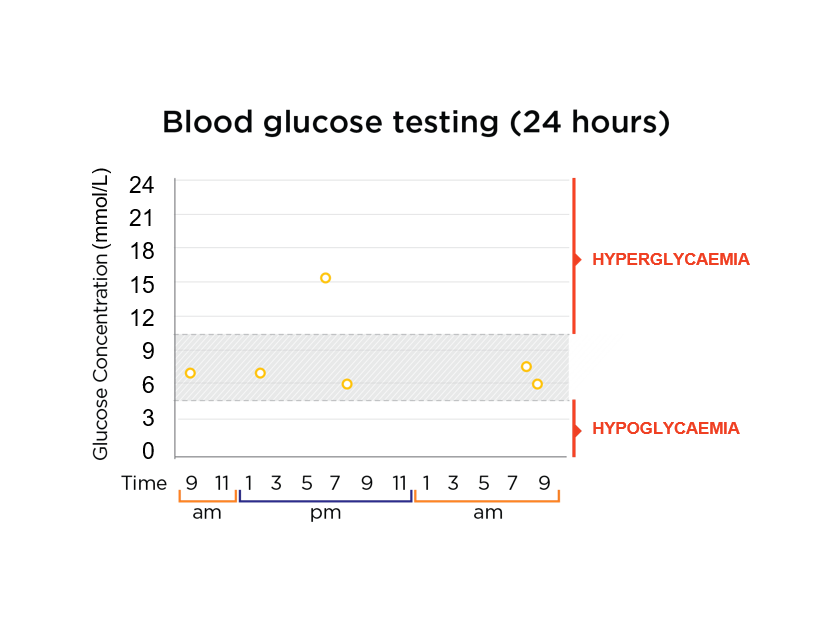 Blood glucose testing (24 hours)
Glucose Concentration (mmol/L)
24
21
18
15
12
9
6
3
0
HYPERGLYCAEMIA
HYPOGLYCAEMIA
Time 9 11 1 3 5 7 9 11 1 3 5 7 9
am pm am